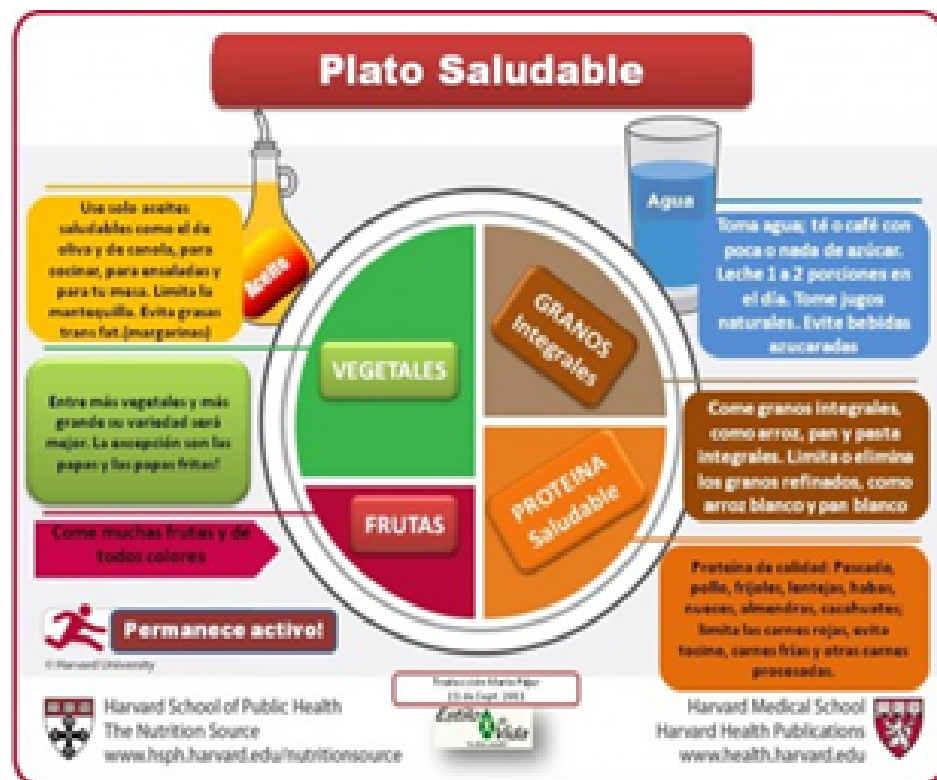 Plato Saludable
Use solo aceites
saludables como el de
oliva y de canola, para
cocinar, para ensaladas y
para tu mesa. Limita la
mantequilla. Evita grasas
trans fat.(margarinas)
Aceite
Agua
Toma agua; té o café con
poca o nada de azúcar.
Leche 1 a 2 porciones en
el día. Tome jugos
naturales. Evite bebidas
azucaradas
VEGETALES
GRANOS
Integrales
Entre más vegetales y más
grande su variedad será
mejor. La excepción son las
papas y las papas fritas!
Come granos integrales,
como arroz, pan y pasta
integrales. Limita o elimina
los granos refinados, como
arroz blanco y pan blanco
FRUTAS
PROTEINA
Saludable
Come muchas frutas y de
todos colores
Proteína de calidad: Pescado,
pollo, frijoles, lentejas, habas,
nueces, almendras, cacahuates;
limita las carnes rojas, evita
tocino, carnes frías y otras carnes
procesadas.
Permanece activo!
© Harvard University
Harvard School of Public Health
The Nutrition Source
www.hsph.harvard.edu/nutritionsource
Traducción María
de Sept.
Estilo
Vida
Harvard Medical School
Harvard Health Publications
www.health.harvard.edu